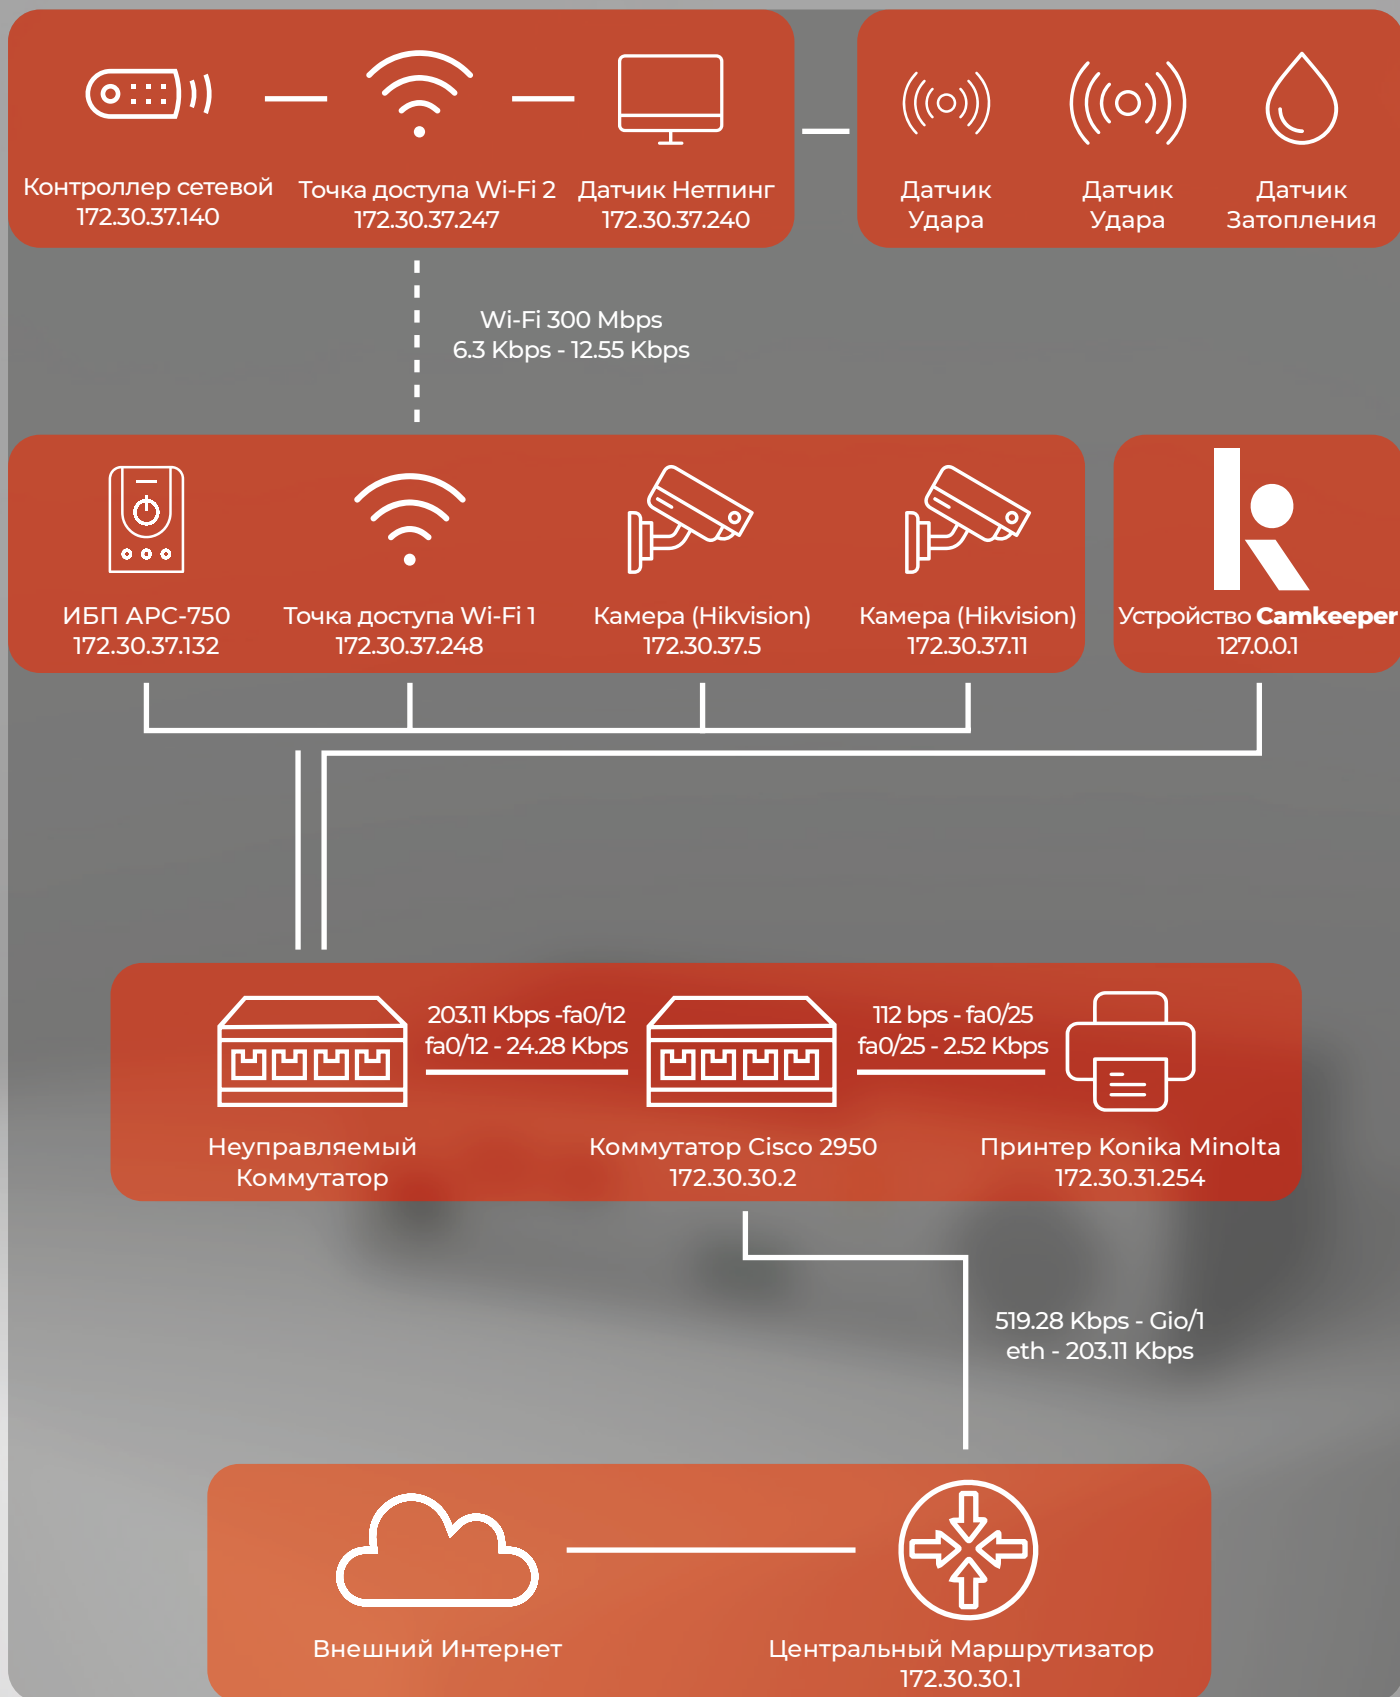 Контроллер сетевой
172.30.37.140
Точка доступа Wi-Fi 2
172.30.37.247
Датчик Нетпинг
172.30.37.240
Датчик
Удара
Датчик
Удара
Датчик
Затопления
Wi-Fi 300 Mbps
6.3 Kbps - 12.55 Kbps
ИБП APC-750
172.30.37.132
Точка доступа Wi-Fi 1
172.30.37.248
Камера (Hikvision)
172.30.37.5
Камера (Hikvision)
172.30.37.11
Устройство Camkeeper
127.0.0.1
203.11 Kbps -fa0/12
fa0/12 - 24.28 Kbps
112 bps - fa0/25
fa0/25 - 2.52 Kbps
Неуправляемый
Коммутатор
Коммутатор Cisco 2950
172.30.30.2
Принтер Konika Minolta
172.30.31.254
519.28 Kbps - Gio/1
eth - 203.11 Kbps
Внешний Интернет
Центральный Маршрутизатор
172.30.30.1